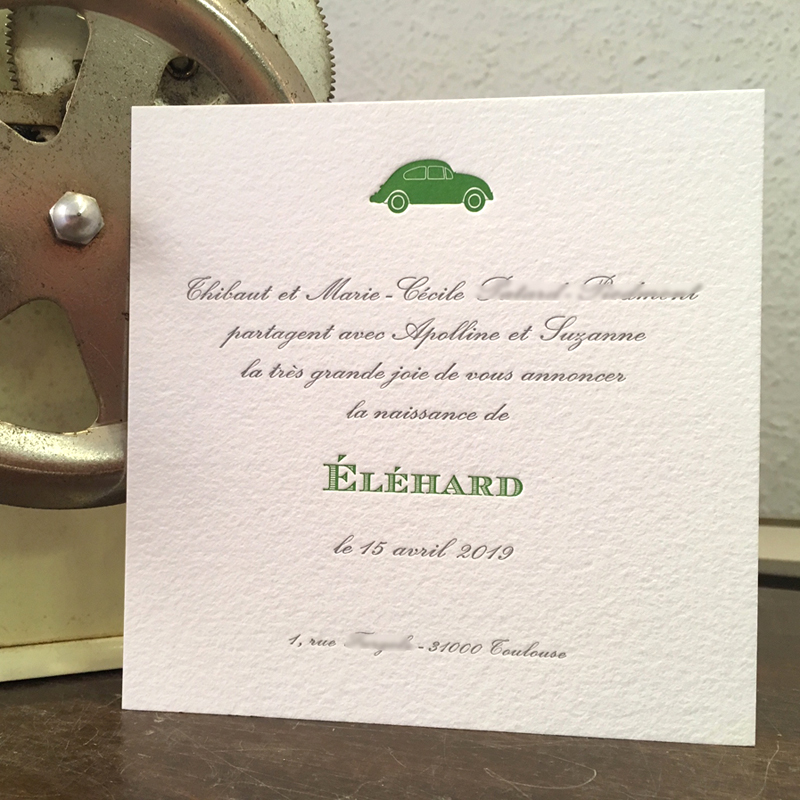 Thibaut et Marie-Cécile
partagent avec Apolline et Suzanne
la très grande joie de vous annoncer
la naissance de
ÉLÉHARD
le 15 avril 2019
1, rue - 31000 Toulouse